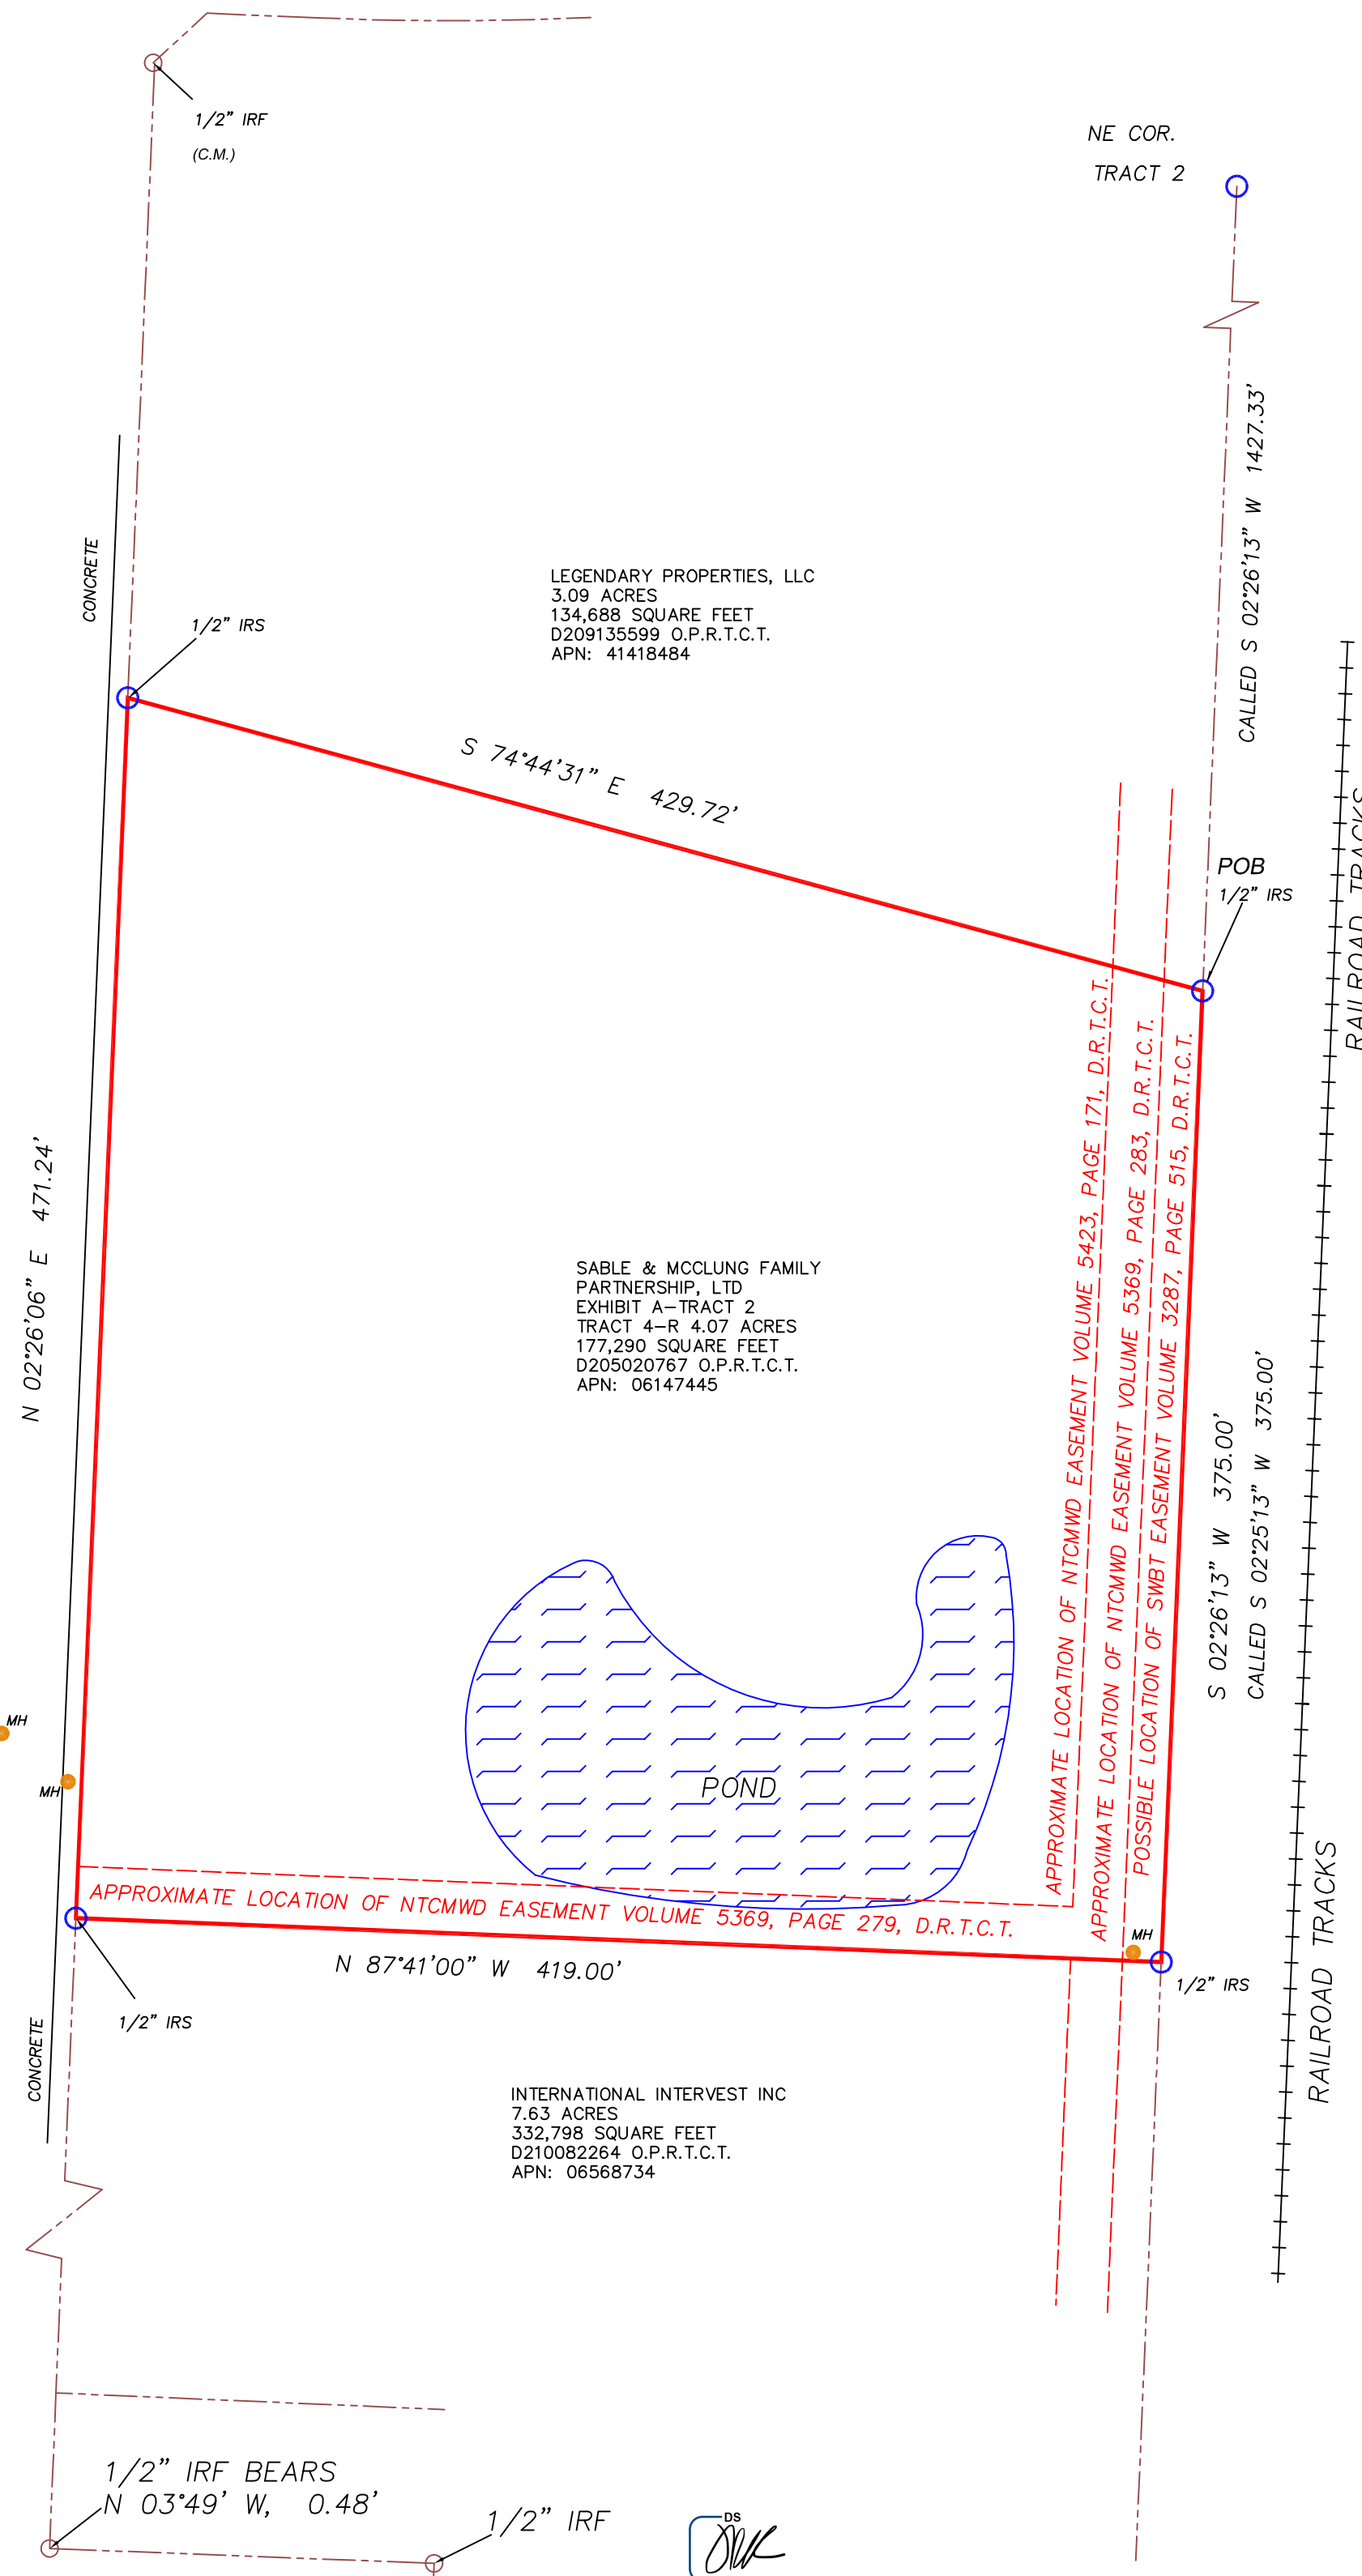 1/2" IRF
(C.M.)
NE COR.
TRACT 2
CALLED S 02°26'13" W 1427.33'
CONCRETE
LEGENDARY PROPERTIES, LLC
3.09 ACRES
134,688 SQUARE FEET
D209135599 O.P.R.T.C.T.
APN: 41418484
1/2" IRS
S 74°44'31" E 429.72'
RAILROAD TRACKS
POB
1/2" IRS
N 02°26'06" E 471.24'
SABLE & MCCLUNG FAMILY
PARTNERSHIP, LTD
EXHIBIT A-TRACT 2
TRACT 4-R 4.07 ACRES
177,290 SQUARE FEET
D205020767 O.P.R.T.C.T.
APN: 06147445
APPROXIMATE LOCATION OF NTCMWD EASEMENT VOLUME 5423, PAGE 171, D.R.T.C.T.
APPROXIMATE LOCATION OF NTCMWD EASEMENT VOLUME 5369, PAGE 283, D.R.T.C.T.
POSSIBLE LOCATION OF SWBT EASEMENT VOLUME 3287, PAGE 515, D.R.T.C.T.
S 02°26'13" W 375.00'
CALLED S 02°25'13" W 375.00'
MH
MH
POND
APPROXIMATE LOCATION OF NTCMWD EASEMENT VOLUME 5369, PAGE 279, D.R.T.C.T.
MH
N 87°41'00" W 419.00'
1/2" IRS
1/2" IRS
RAILROAD TRACKS
CONCRETE
INTERNATIONAL INTERVEST INC
7.63 ACRES
332,798 SQUARE FEET
D210082264 O.P.R.T.C.T.
APN: 06568734
1/2" IRF BEARS
N 03°49' W, 0.48'
1/2" IRF
DS